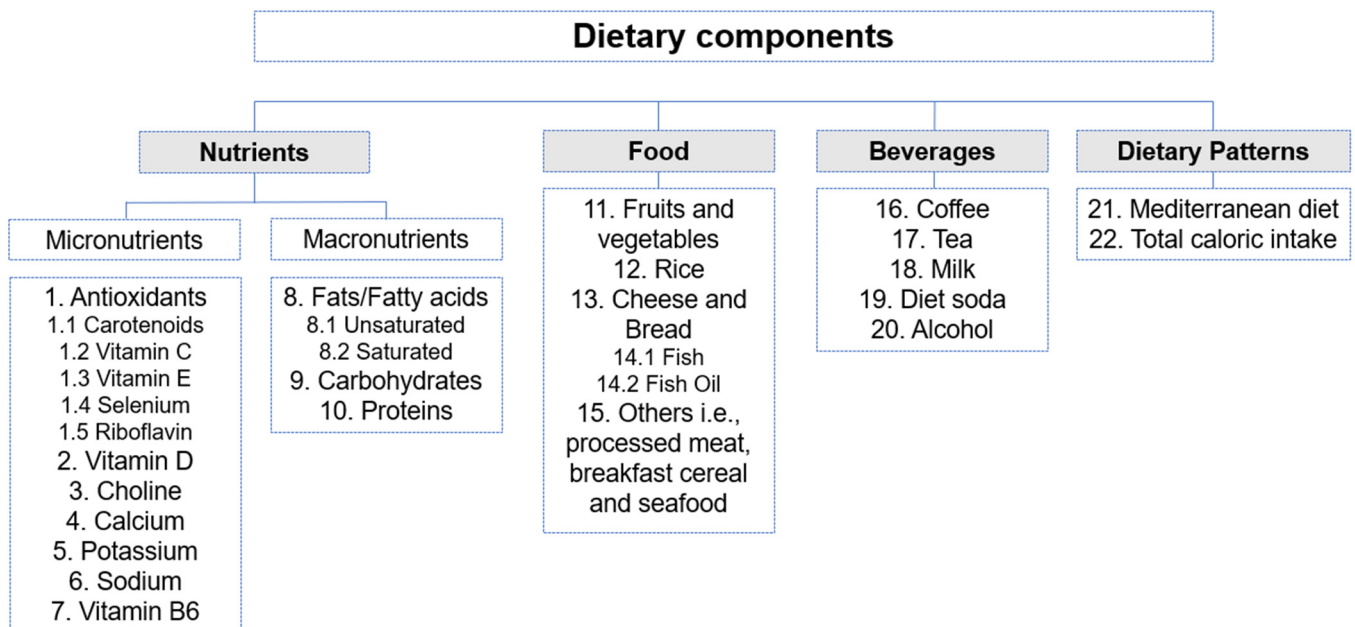 Dietary components
Nutrients
Food
Beverages
Dietary Patterns
Micronutrients
Macronutrients
1. Antioxidants
1.1 Carotenoids
1.2 Vitamin C
1.3 Vitamin E
1.4 Selenium
1.5 Riboflavin
2. Vitamin D
3. Choline
4. Calcium
5. Potassium
6. Sodium
7. Vitamin B6
8. Fats/Fatty acids
8.1 Unsaturated
8.2 Saturated
9. Carbohydrates
10. Proteins
11. Fruits and
vegetables
12. Rice
13. Cheese and
Bread
14.1 Fish
14.2 Fish Oil
15. Others i.e.,
processed meat,
breakfast cereal
and seafood
16. Coffee
17. Tea
18. Milk
19. Diet soda
20. Alcohol
21. Mediterranean diet
22. Total caloric intake